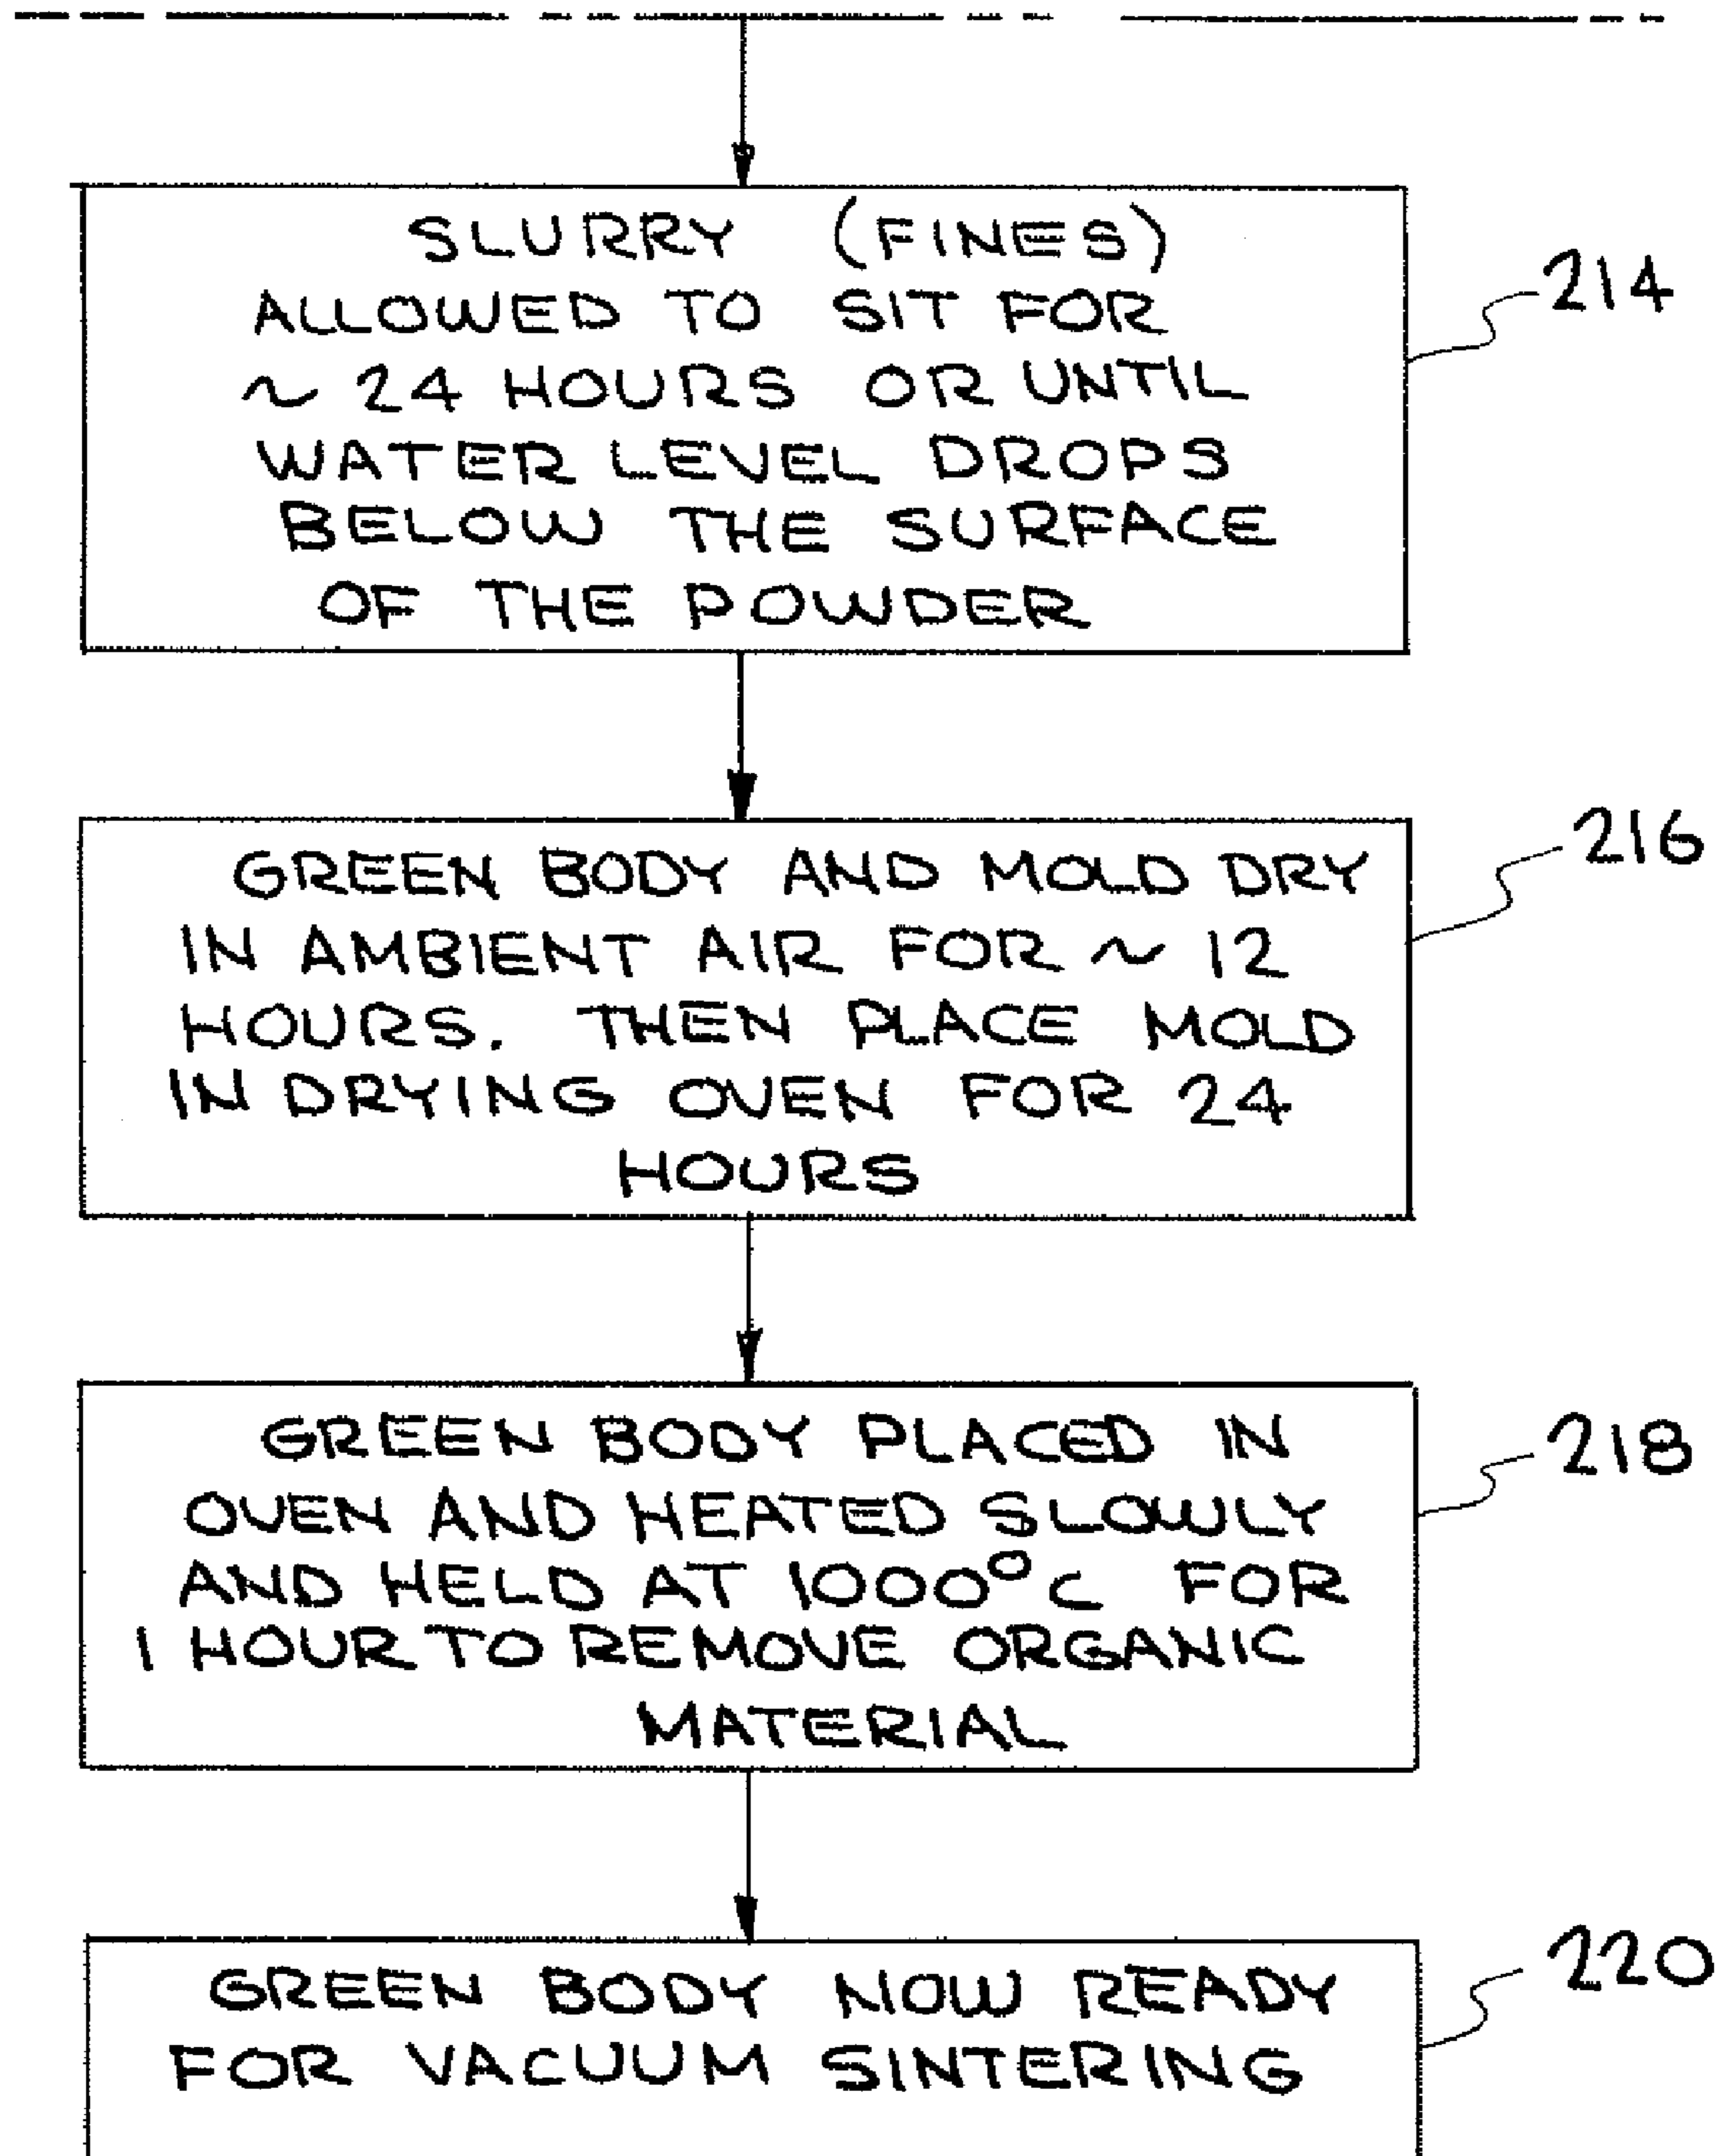 SLURRY (FINES)
ALLOWED TO SIT FOR
~ 24 HOURS OR UNTIL
WATER LEVEL DROPS
BELOW THE SURFACE
OF THE POWDER
214
GREEN BODY AND MOLD DRY
IN AMBIENT AIR FOR ~ 12
HOURS. THEN PLACE MOLD
IN DRYING OVEN FOR 24
HOURS
216
GREEN BODY PLACED IN
OVEN AND HEATED SLOWLY
AND HELD AT 1000°C FOR
1 HOUR TO REMOVE ORGANIC
MATERIAL
218
GREEN BODY NOW READY
FOR VACUUM SINTERING
220